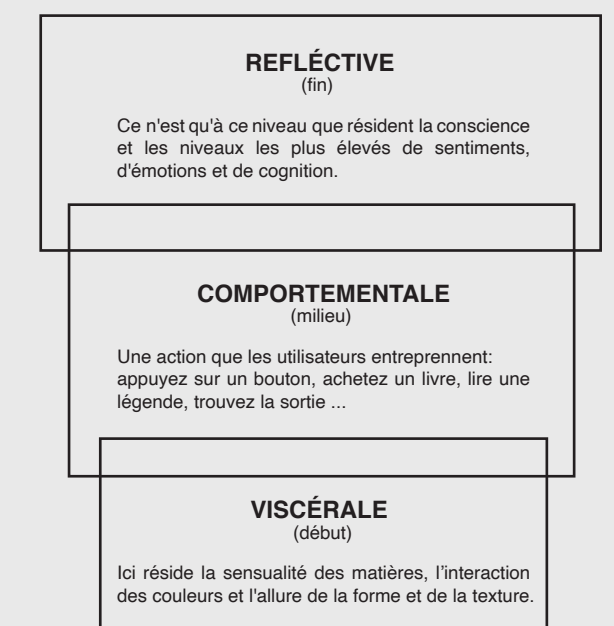 REFLÉCTIVE
(fin)
Ce n'est qu'à ce niveau que résident la conscience
et les niveaux les plus élevés de sentiments,
d'émotions et de cognition.
COMPORTEMENTALE
(milieu)
Une action que les utilisateurs entreprennent:
appuyez sur un bouton, achetez un livre, lire une
légende, trouvez la sortie ...
VISCÉRALE
(début)
Ici réside la sensualité des matières, l’interaction
des couleurs et l'allure de la forme et de la texture.